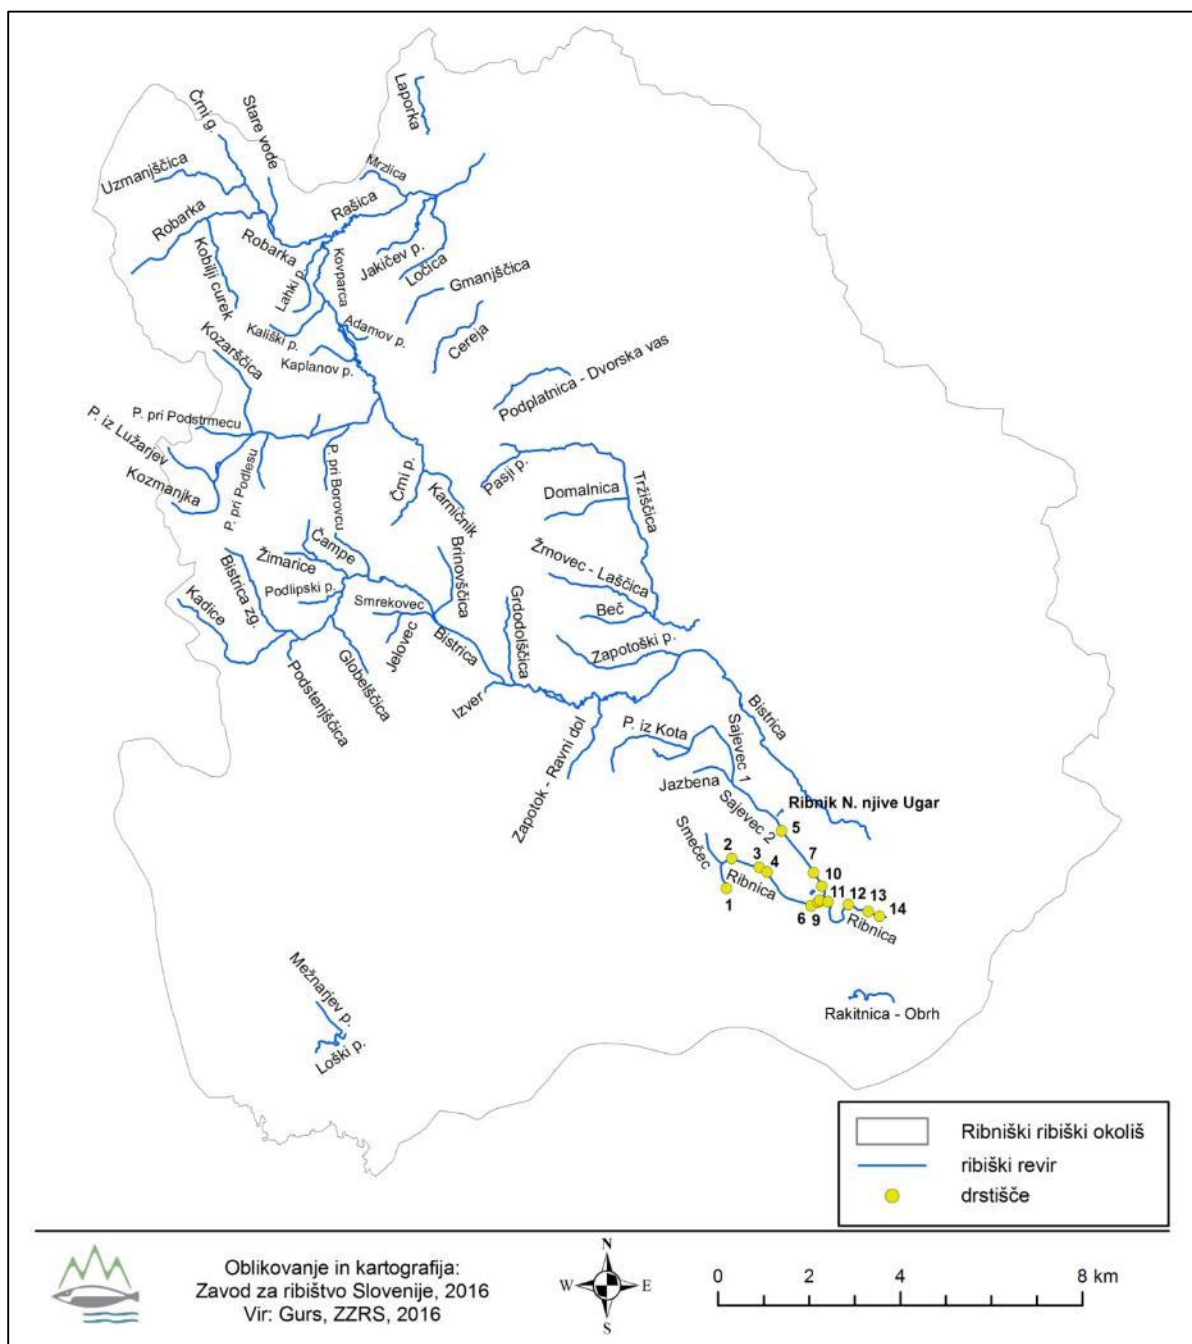 Laporka
Črni g.
Stare vode
Mrzlica
Uzmanjščica
Rašica
Robarka
Robarka
Kobilji curek
Lahki p.
Kovparca
Jakičev p.
Ločica
Gmanjščica
Kališki p.
Adamov p.
Cereja
Kozarščica
Kaplanov p.
Podplatnica - Dvorska vas
P. pri Podstrmecu
P. iz Lužarjev
Kozmanjka
P. pri Podlesu
P. pri Borovcu
Črni p.
Karničnik
Pasji p.
Domalnica
Tržiščica
Čampe
Žimarice
Bistrica zg.
Podlipski p.
Kadice
Brinovščica
Žrnovec - Laščica
Smrekovec
Beč
Grdodolščica
Jelovec
Bistrica
Zapotoški p.
Globelščica
Podstenjščica
Izver
Bistrica
P. iz Kota
Sajevec 1
Zapotok - Ravni dol
Jazbena
Ribnik N. njive Ugar
Sajevec 2
Smečec
5
2
3
4
7
Ribnica
10
1
6
9
11
12
13
14
Ribnica
Mežnarjev p.
Loški p.
Rakitnica - Obrh
Ribniški ribiški okoliš
ribiški revir
drstišče
Oblikovanje in kartografija:
Zavod za ribištvo Slovenije, 2016
Vir: Gurs, ZZRS, 2016
N
W
E
S
0
2
4
8 km